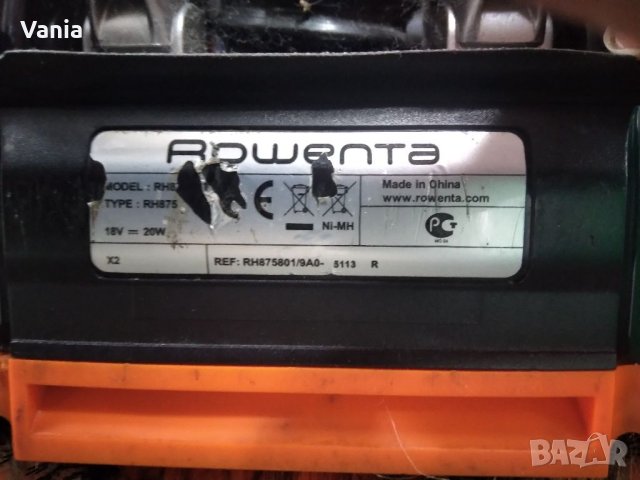 Vania
Rowenta
MODEL :
TYPE : RH875
18V 20W
Ni-MH
X2
REF: RH875801/9A0- 5113 R
Made in China
www.rowenta.com
BAZAR